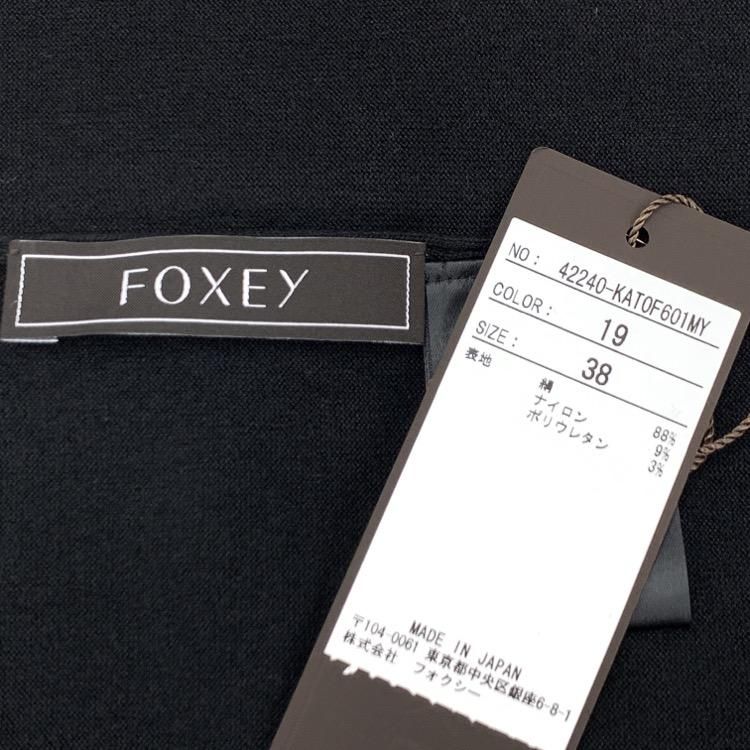 FOXEY
NO: 42240-KATOF601MY
COLOR: 19
SIZE: 38
表地
絹 88%
ナイロン 9%
ポリウレタン 3%
MADE IN JAPAN
〒104-0061 東京都中央区銀座6-8-1
株式会社 フォクシー